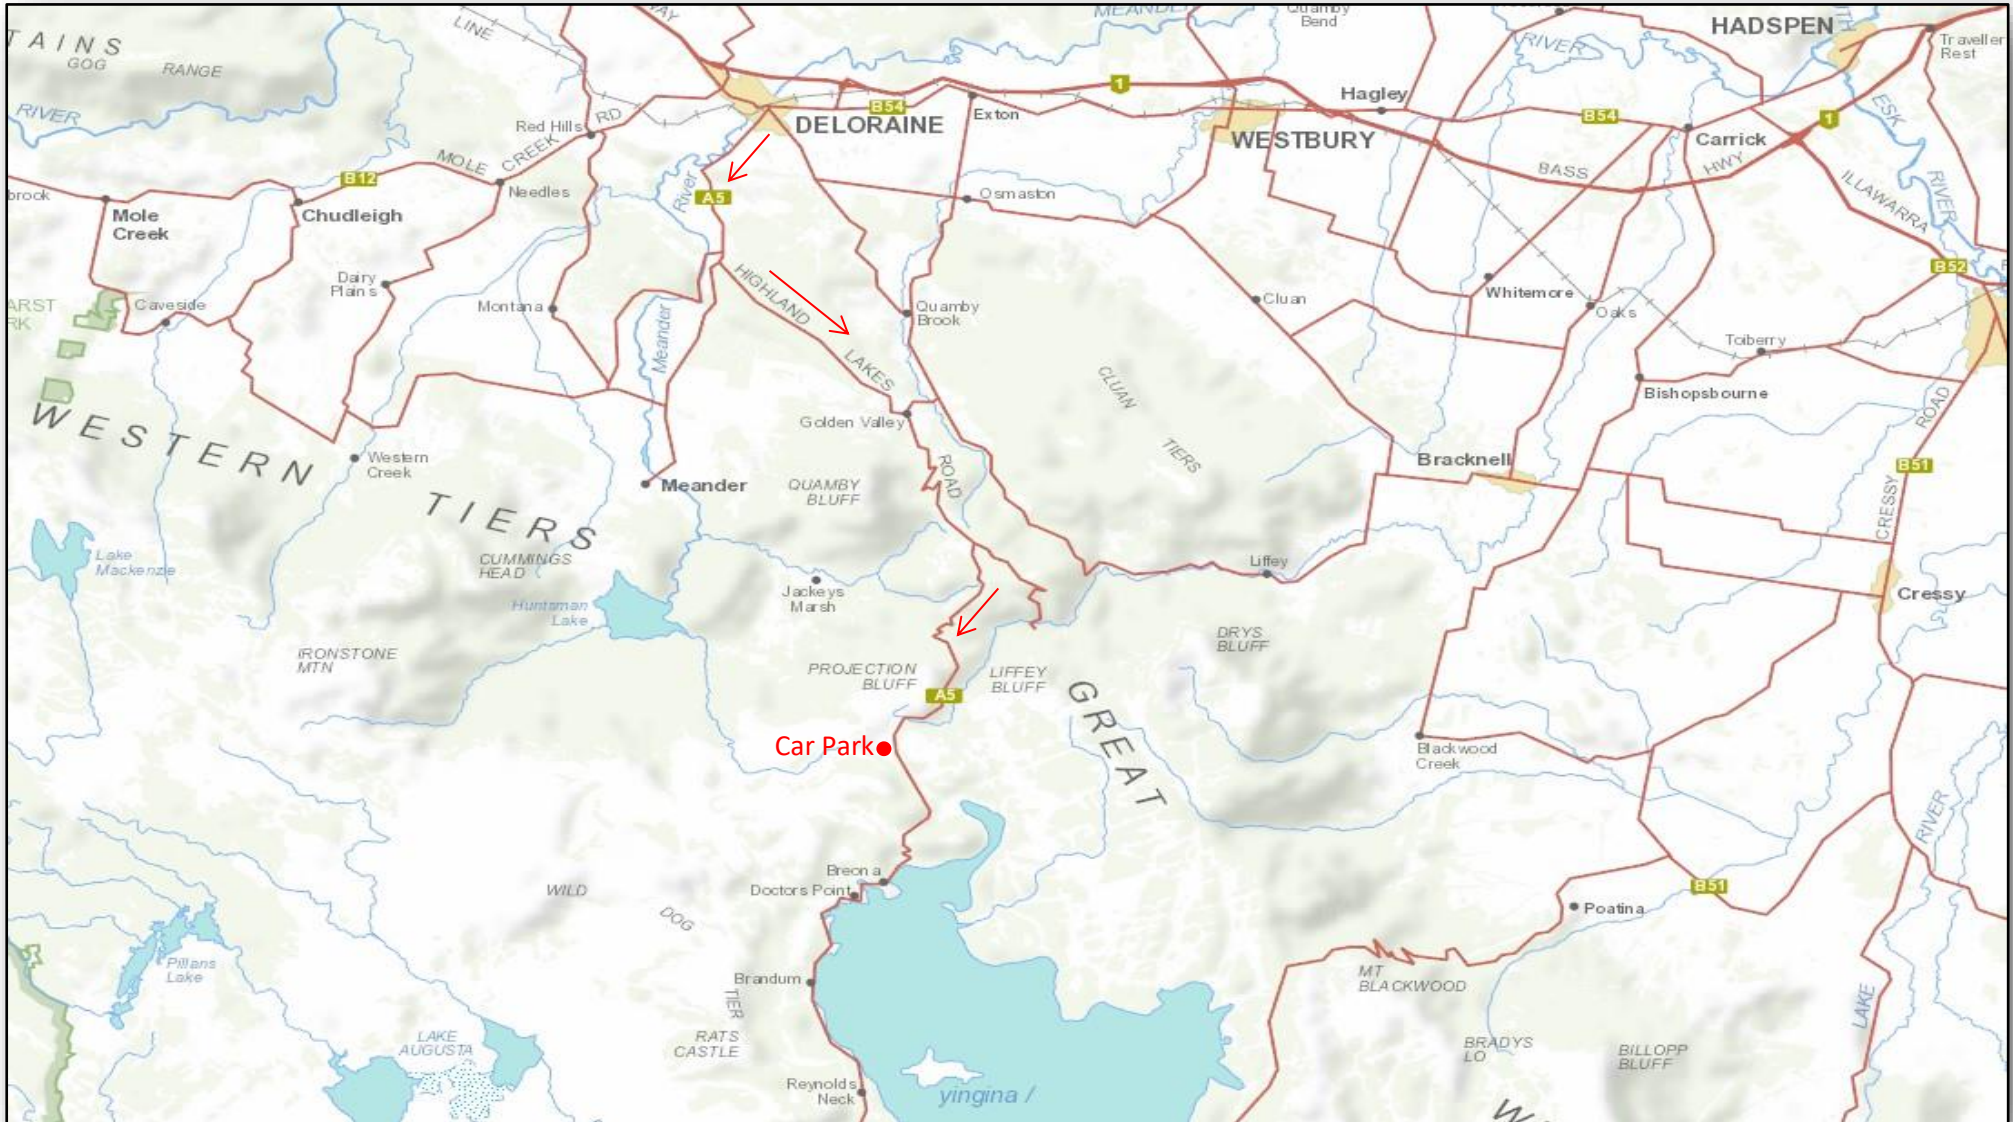 TAINS
GOG
RANGE
RIVER
LINE
WAY
MEANDER
Quamby
Bend
RIVER
HADSPEN
Traveller
Rest
ESK
RIVER
1
B54
DELORAINE
Exton
WESTBURY
Hagley
B54
1
Carrick
BASS
HWY
ILLAWARRA
B52
Red Hills
MOLE CREEK RD
Needles
B12
brook
Mole
Creek
Chudleigh
River
A5
Osmaston
Dairy
Plains
Montana
Caveside
ARST
RK
Meander
HIGHLAND
LAKES
ROAD
Quamby
Brook
Cluan
Whitemore
Oaks
Toiberry
Bishopsbourne
Golden Valley
CLUAN
TIERS
Bracknell
ROAD
B51
CRESSY
WESTERN
TIERS
Western
Creek
Meander
QUAMBY
BLUFF
Lake
Mackenzie
CUMMINGS
HEAD
Huntsman
Lake
Jackeys
Marsh
Liffey
Cressy
IRONSTONE
MTN
PROJECTION
BLUFF
LIFFEY
BLUFF
DRYS
BLUFF
A5
GREAT
Car Park
Blackwood
Creek
RIVER
Breona
Doctors Point
WILD
DOG
TIER
B51
Poatina
Pillans
Lake
Brandum
MT
BLACKWOOD
LAKE
AUGUSTA
RATS
CASTLE
BRADYS
LO
BILLOPP
BLUFF
LAKE
Reynolds
Neck
yingina /